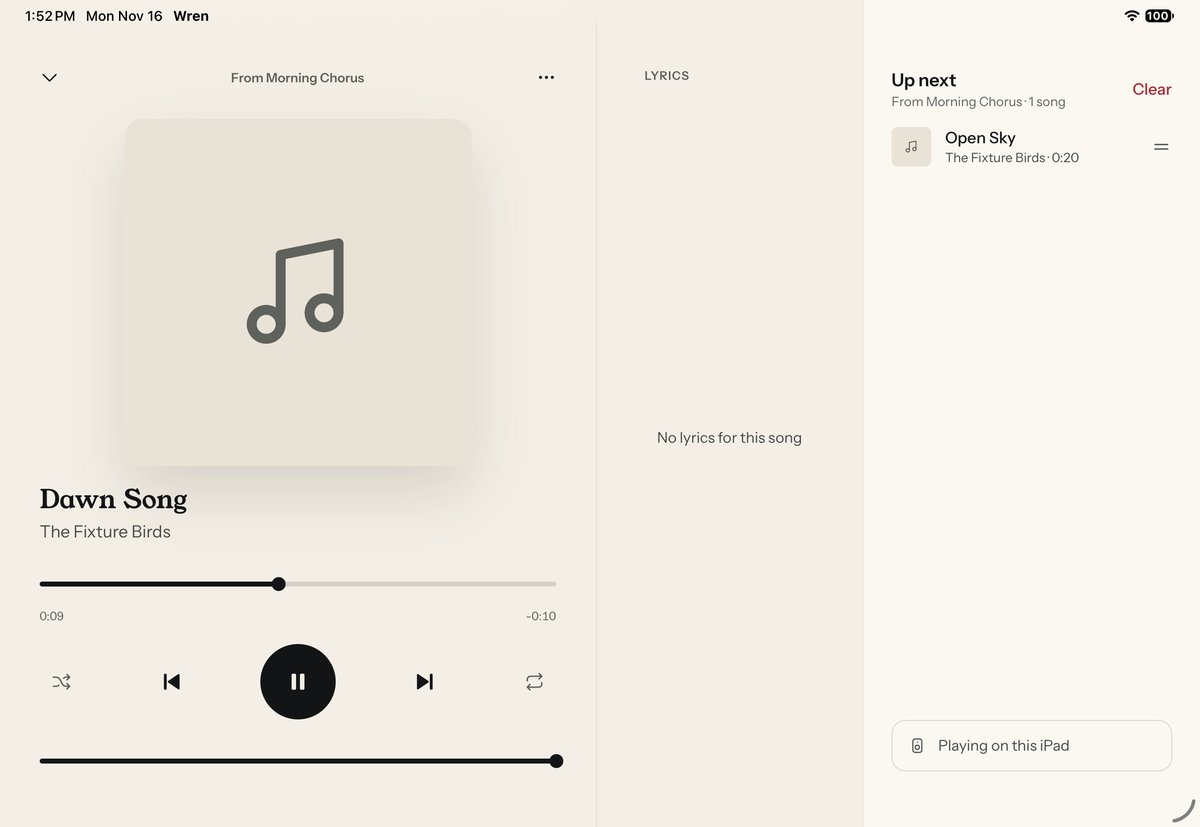 1:52 PM Mon Nov 16 Wren
100
From Morning Chorus
Dawn Song
The Fixture Birds
0:09
-0:10
LYRICS
No lyrics for this song
Up next
From Morning Chorus · 1 song
Clear
Open Sky
The Fixture Birds · 0:20
Playing on this iPad